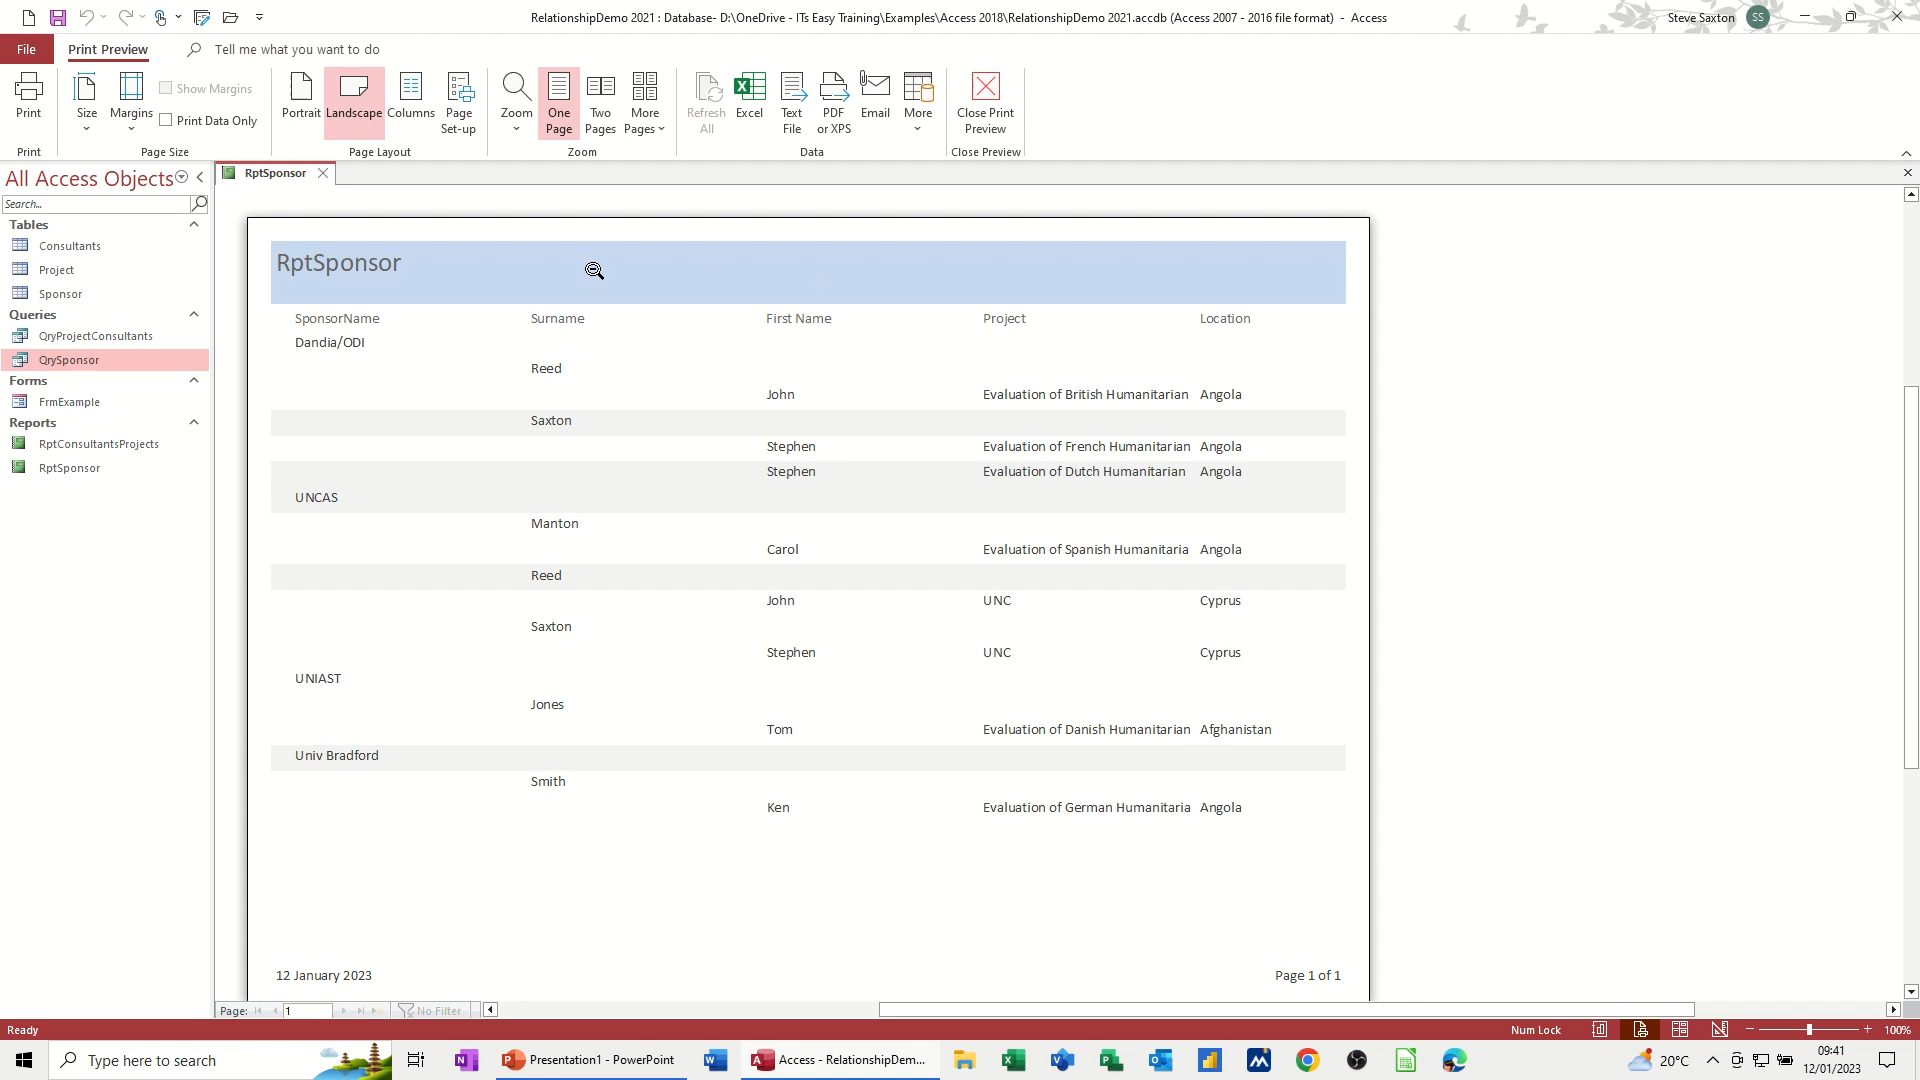 RelationshipDemo 2021 : Database- D:\OneDrive - ITs Easy Training\Examples\Access 2018\RelationshipDemo 2021.accdb (Access 2007 - 2016 file format) - Access
Steve Saxton SS
File Print Preview Tell me what you want to do
Print
Size
Margins
Show Margins
Print Data Only
Portrait
Landscape
Columns
Page Set-up
Zoom
One Page
Two Pages
More Pages
Refresh All
Excel
Text File
PDF or XPS
Email
More
Close Print Preview
Print Page Size Page Layout Zoom Data Close Preview
All Access Objects
Search...
Tables
Consultants
Project
Sponsor
Queries
QryProjectConsultants
QrySponsor
Forms
FrmExample
Reports
RptConsultantsProjects
RptSponsor
RptSponsor
RptSponsor
SponsorName Surname First Name Project Location
Dandia/ODI
Reed
John Evaluation of British Humanitarian Angola
Saxton
Stephen Evaluation of French Humanitarian Angola
Stephen Evaluation of Dutch Humanitarian Angola
UNCAS
Manton
Carol Evaluation of Spanish Humanitaria Angola
Reed
John UNC Cyprus
Saxton
Stephen UNC Cyprus
UNIAST
Jones
Tom Evaluation of Danish Humanitarian Afghanistan
Univ Bradford
Smith
Ken Evaluation of German Humanitaria Angola
12 January 2023 Page 1 of 1
Page: 1 No Filter
Ready Num Lock 100%
Type here to search
Presentation1 - PowerPoint
Access - RelationshipDem...
20°C
09:41
12/01/2023